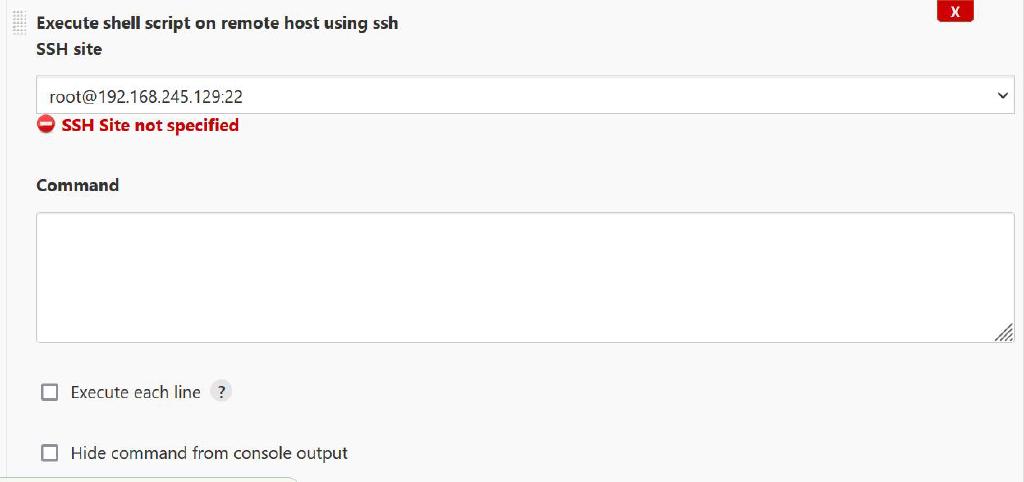 Execute shell script on remote host using ssh
X
SSH site
root@192.168.245.129:22
SSH Site not specified
Command
Execute each line ?
Hide command from console output